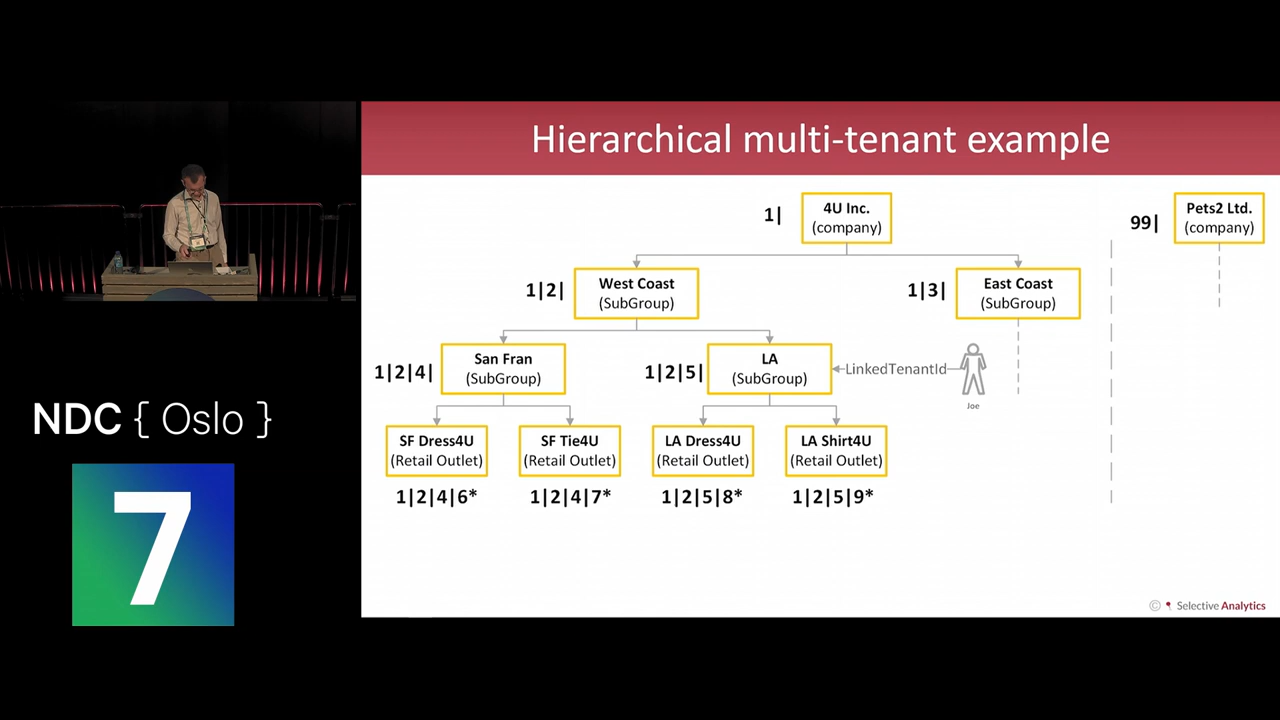 Hierarchical multi-tenant example
1|
4U Inc.
(company)
99|
Pets2 Ltd.
(company)
1|2|
West Coast
(SubGroup)
1|3|
East Coast
(SubGroup)
1|2|4|
San Fran
(SubGroup)
1|2|5|
LA
(SubGroup)
LinkedTenantId
Joe
SF Dress4U
(Retail Outlet)
SF Tie4U
(Retail Outlet)
LA Dress4U
(Retail Outlet)
LA Shirt4U
(Retail Outlet)
1|2|4|6*
1|2|4|7*
1|2|5|8*
1|2|5|9*
NDC { Oslo }
7
© Selective Analytics